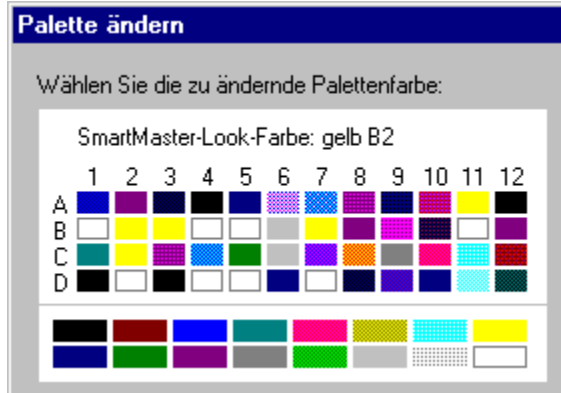 Palette ändern
Wählen Sie die zu ändernde Palettenfarbe:
SmartMaster-Look-Farbe: gelb B2
1 2 3 4 5 6 7 8 9 10 11 12
A
B
C
D